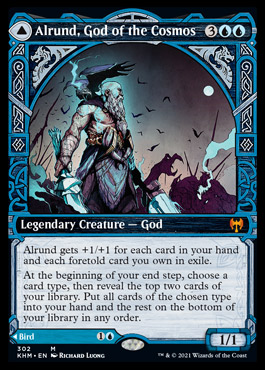 Alrund, God of the Cosmos 3
Legendary Creature — God
Alrund gets +1/+1 for each card in your hand
and each foretold card you own in exile.
At the beginning of your end step, choose a
card type, then reveal the top two cards of
your library. Put all cards of the chosen type
into your hand and the rest on the bottom of
your library in any order.
Bird 1
1/1
302 M
KHM • EN RICHARD LUONG ™ & © 2021 Wizards of the Coast